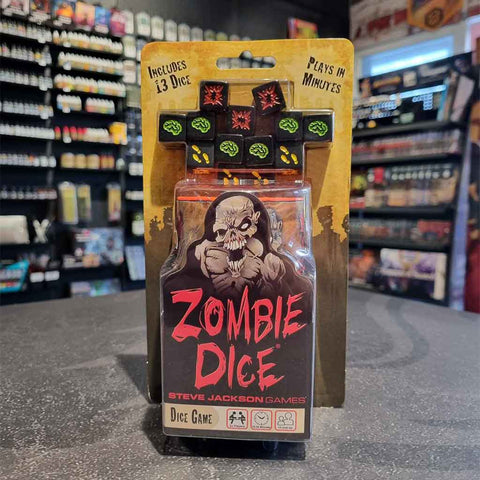 INCLUDES
13 DICE
PLAYS IN
MINUTES
ZOMBIE
DICE®
STEVE JACKSON GAMES
DICE GAME